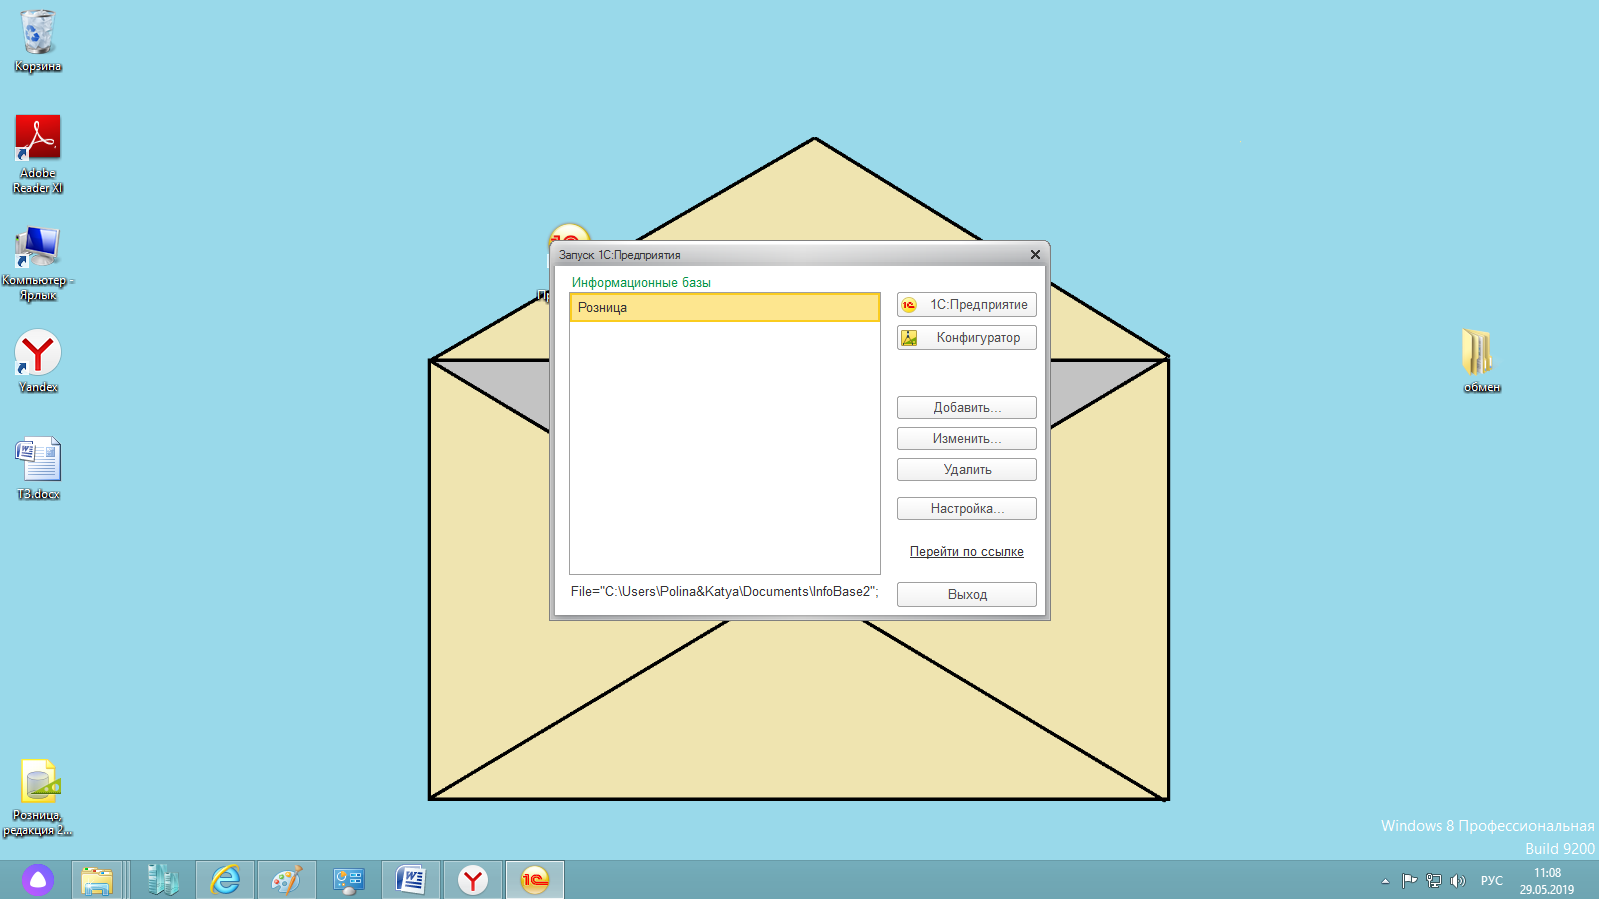 Корзина
Adobe
Reader XI
Компьютер -
Ярлык
Yandex
ТЗ.docx
Розница,
редакция 2...
Запуск 1С:Предприятия
Информационные базы
Розница
1С:Предприятие
Конфигуратор
Добавить...
Изменить...
Удалить
Настройка...
Перейти по ссылке
File="C:\Users\Polina&Katya\Documents\InfoBase2";
Выход
обмен
Windows 8 Профессиональная
Build 9200
РУС
11:08
29.05.2019